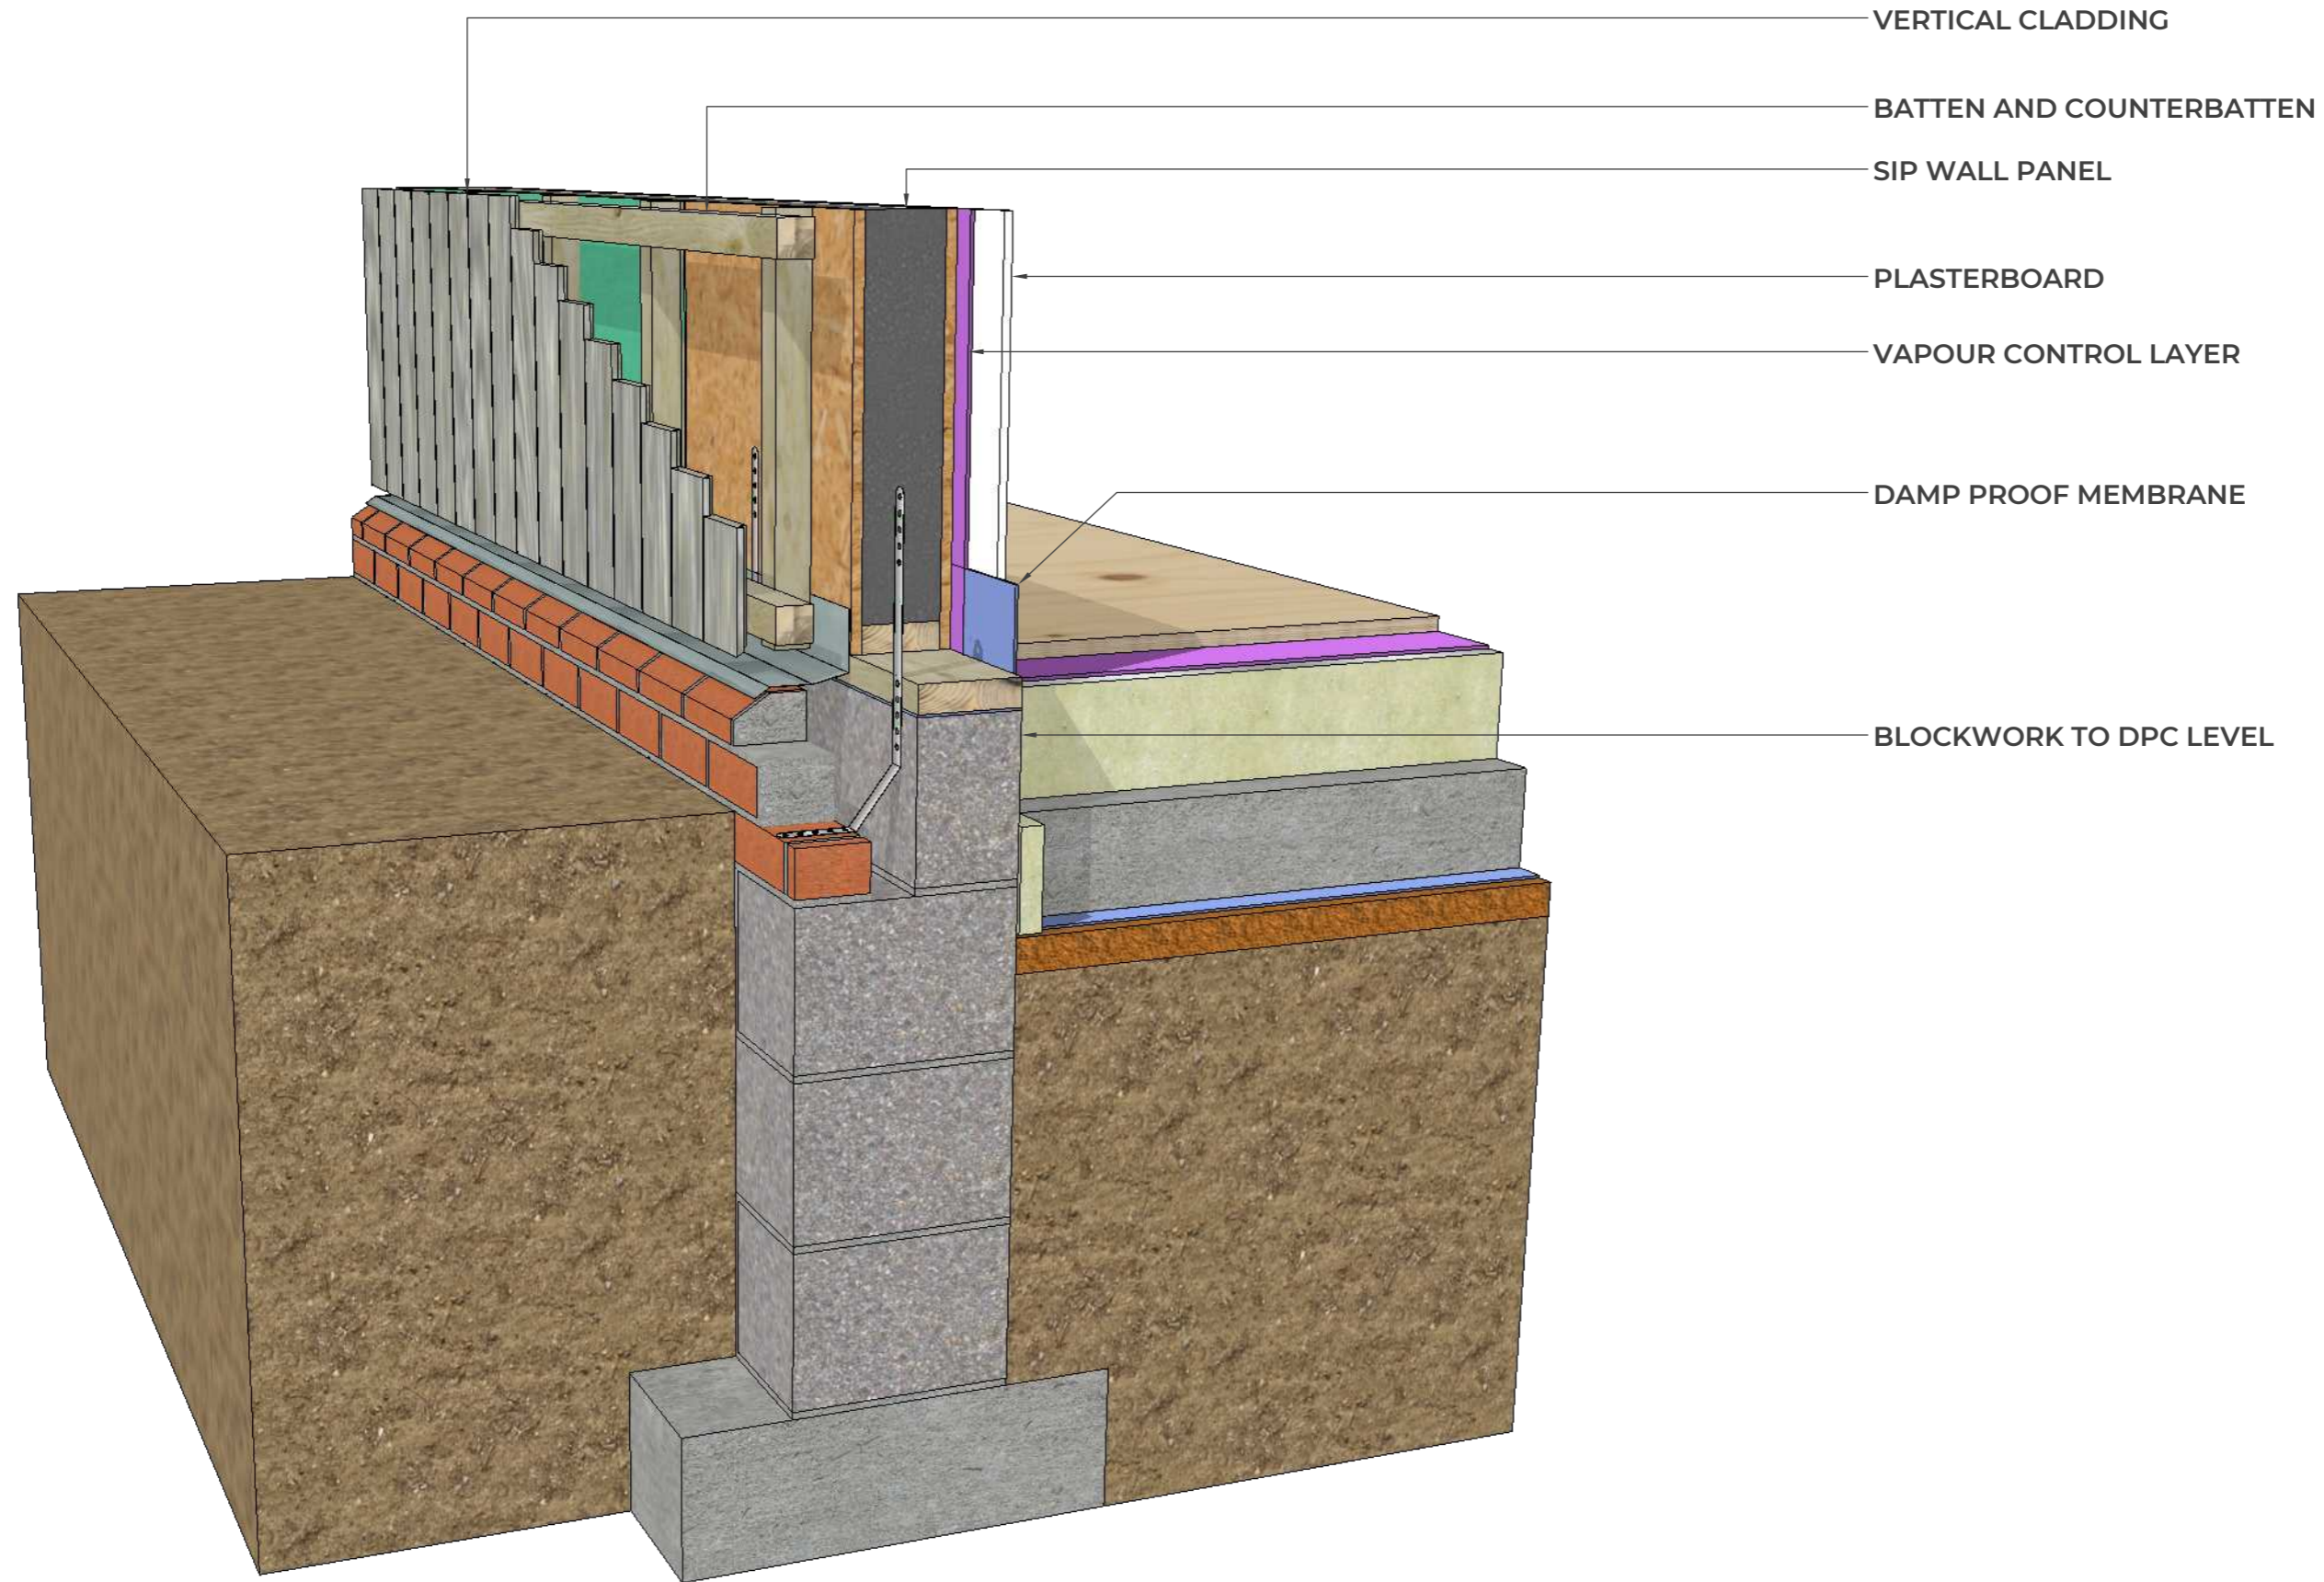 VERTICAL CLADDING
BATTEN AND COUNTERBATTEN
SIP WALL PANEL
PLASTERBOARD
VAPOUR CONTROL LAYER
DAMP PROOF MEMBRANE
BLOCKWORK TO DPC LEVEL